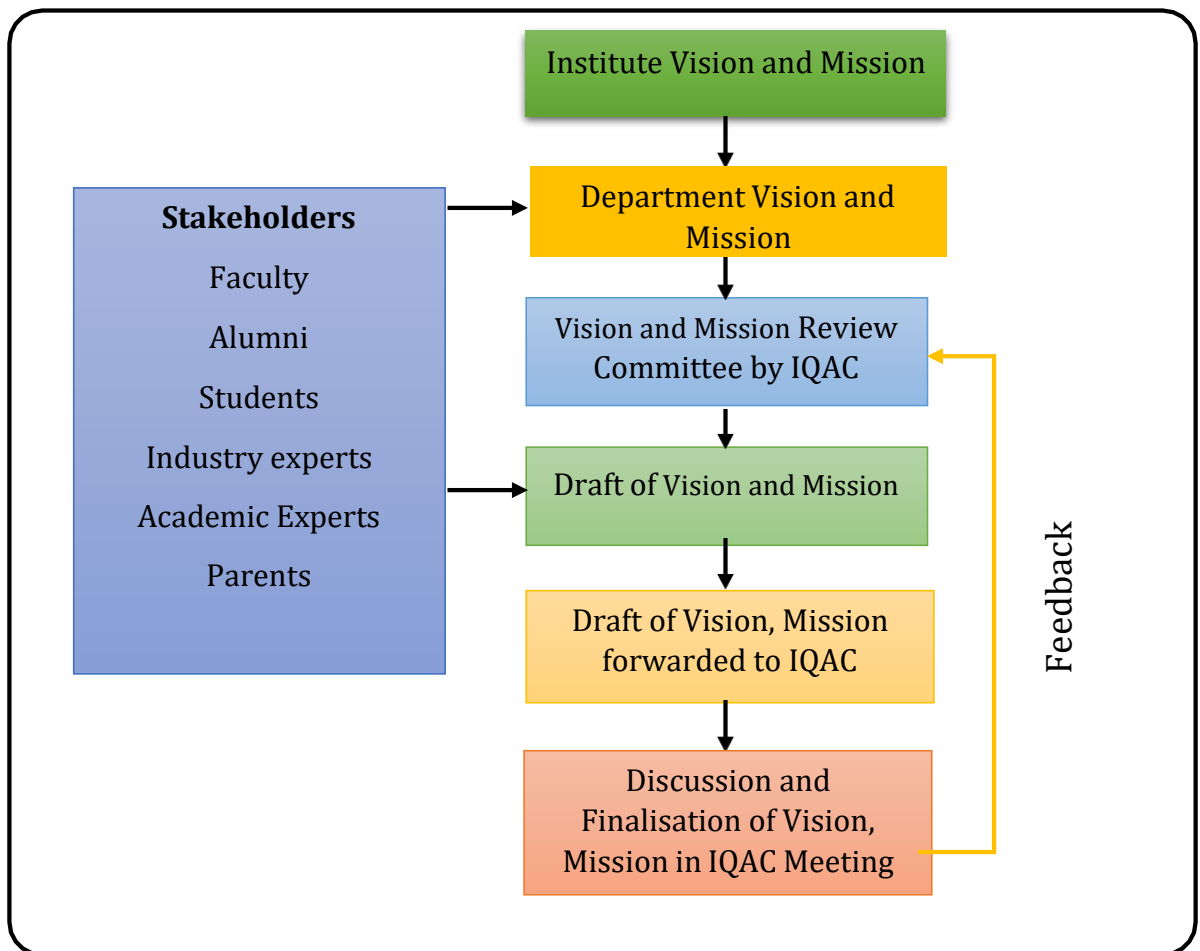 Institute Vision and Mission
Department Vision and
Mission
Stakeholders
Faculty
Alumni
Students
Industry experts
Academic Experts
Parents
Vision and Mission Review
Committee by IQAC
Draft of Vision and Mission
Draft of Vision, Mission
forwarded to IQAC
Discussion and
Finalisation of Vision,
Mission in IQAC Meeting
Feedback